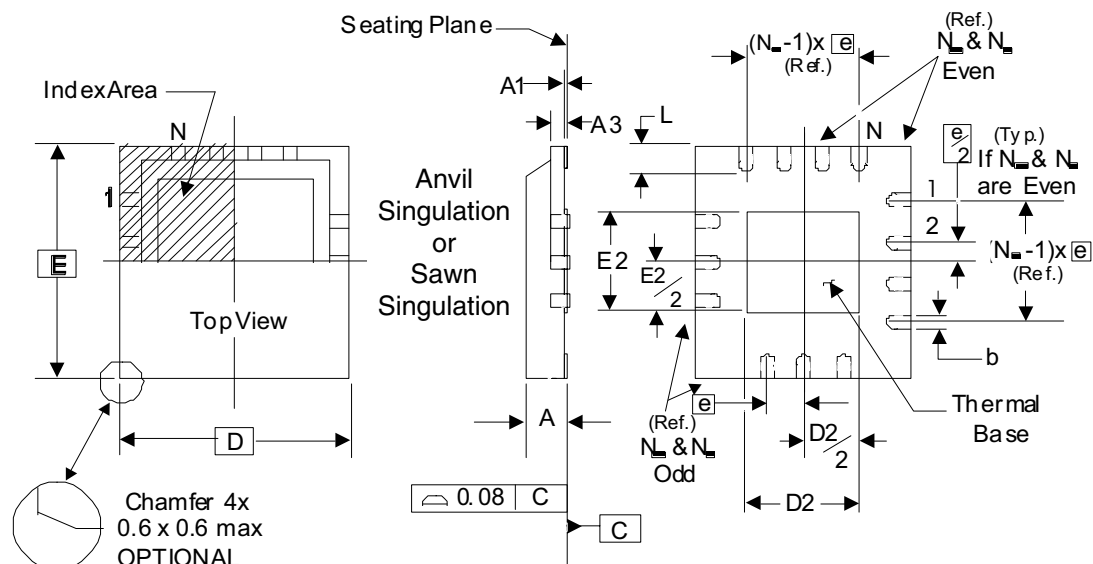 Seating Plane
A1
A3
L
(N -1)x e
(Ref.)
(Ref.)
N & N
Even
Index Area
N
1
E
Top View
D
Chamfer 4x
0.6 x 0.6 max
OPTIONAL
Anvil
Singulation
or
Sawn
Singulation
A
0.08 C
C
E2
E2
2
N
1
2
e
2
(Typ.)
If N & N
are Even
(N -1)x e
(Ref.)
b
Thermal
Base
e
D2
2
D2
(Ref.)
N & N
Odd